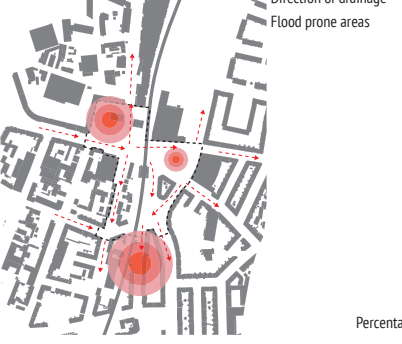 Direction of drainage
Flood prone areas
Percenta